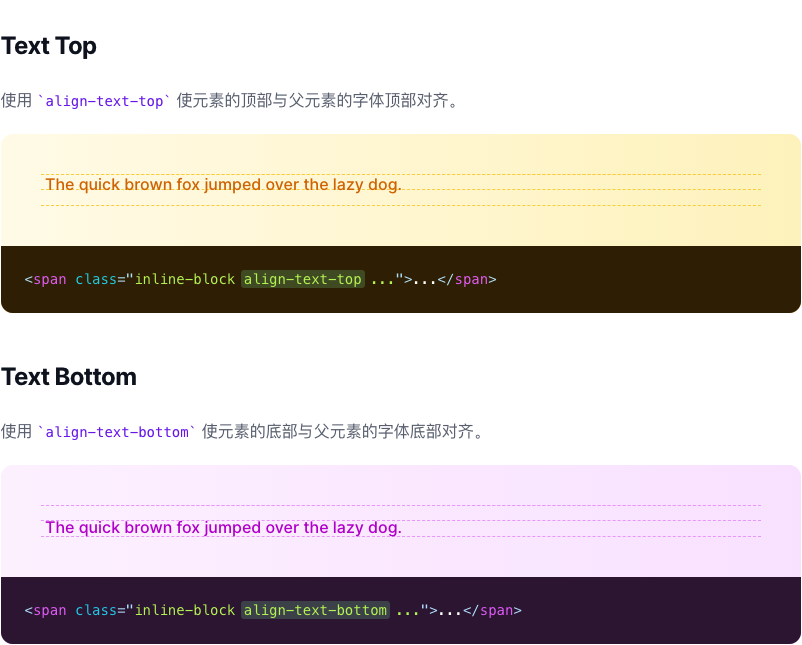 Text Top
使用 `align-text-top` 使元素的顶部与父元素的字体顶部对齐。
The quick brown fox jumped over the lazy dog.
<span class="inline-block align-text-top ...">...</span>
Text Bottom
使用 `align-text-bottom` 使元素的底部与父元素的字体底部对齐。
The quick brown fox jumped over the lazy dog.
<span class="inline-block align-text-bottom ...">...</span>